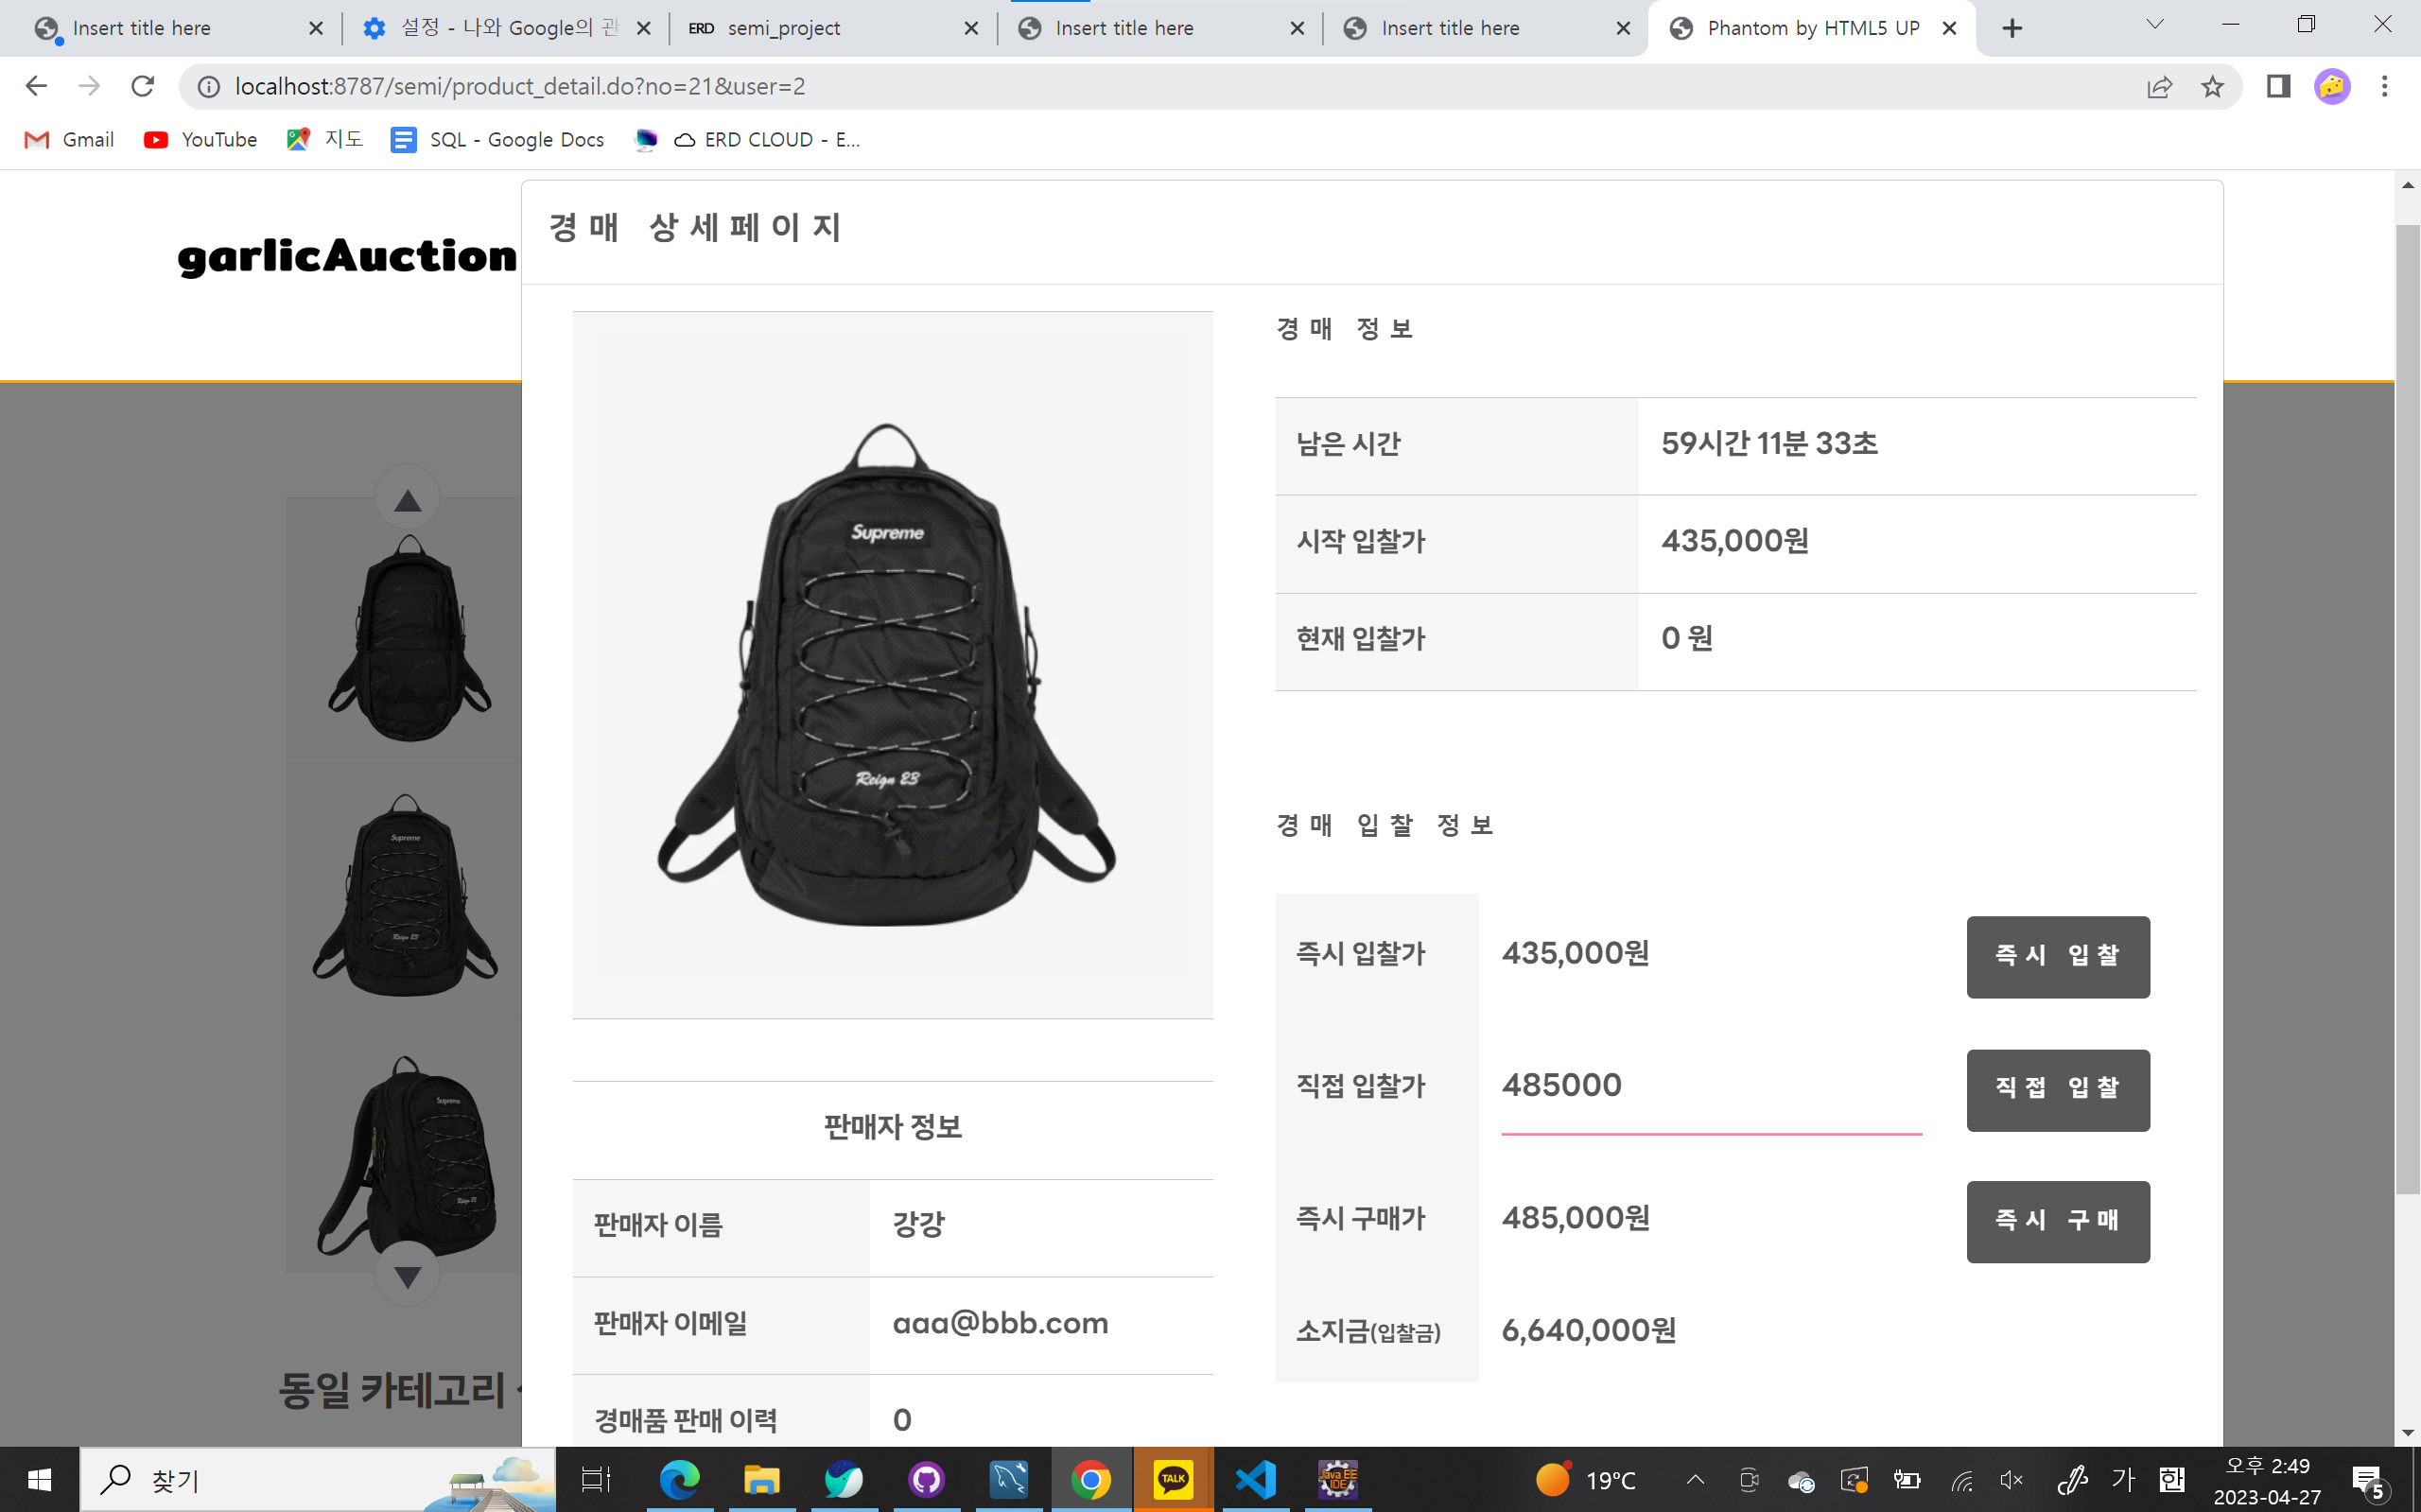 Insert title here
설정 - 나와 Google의 관
ERD semi_project
Insert title here
Insert title here
Phantom by HTML5 UP
localhost:8787/semi/product_detail.do?no=21&user=2
Gmail
YouTube
지도
SQL - Google Docs
ERD CLOUD - E...
garlicAuction
경매 상세페이지
Supreme
Reign 23
경매 정보
남은 시간 59시간 11분 33초
시작 입찰가 435,000원
현재 입찰가 0 원
경매 입찰 정보
즉시 입찰가 435,000원 즉시 입찰
직접 입찰가 485000 직접 입찰
즉시 구매가 485,000원 즉시 구매
소지금(입찰금) 6,640,000원
판매자 정보
판매자 이름 강강
판매자 이메일 aaa@bbb.com
경매품 판매 이력 0
Supreme
Reign 23
Supreme
Reign 23
동일 카테고리
찾기
TALK
Java EE
IDE
19°C
가
한
오후 2:49
2023-04-27
5